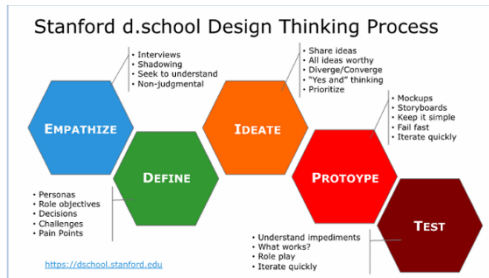 Stanford d.school Design Thinking Process
• Interviews
• Shadowing
• Seek to understand
• Non-judgmental
• Share ideas
• All ideas worthy
• Diverge/Converge
• "Yes and" thinking
• Prioritize
• Mockups
• Storyboards
• Keep it simple
• Fail fast
• Iterate quickly
EMPATHIZE
DEFINE
IDEATE
PROTOYPE
TEST
• Personas
• Role objectives
• Decisions
• Challenges
• Pain Points
• Understand impediments
• What works?
• Role play
• Iterate quickly
https://dschool.stanford.edu